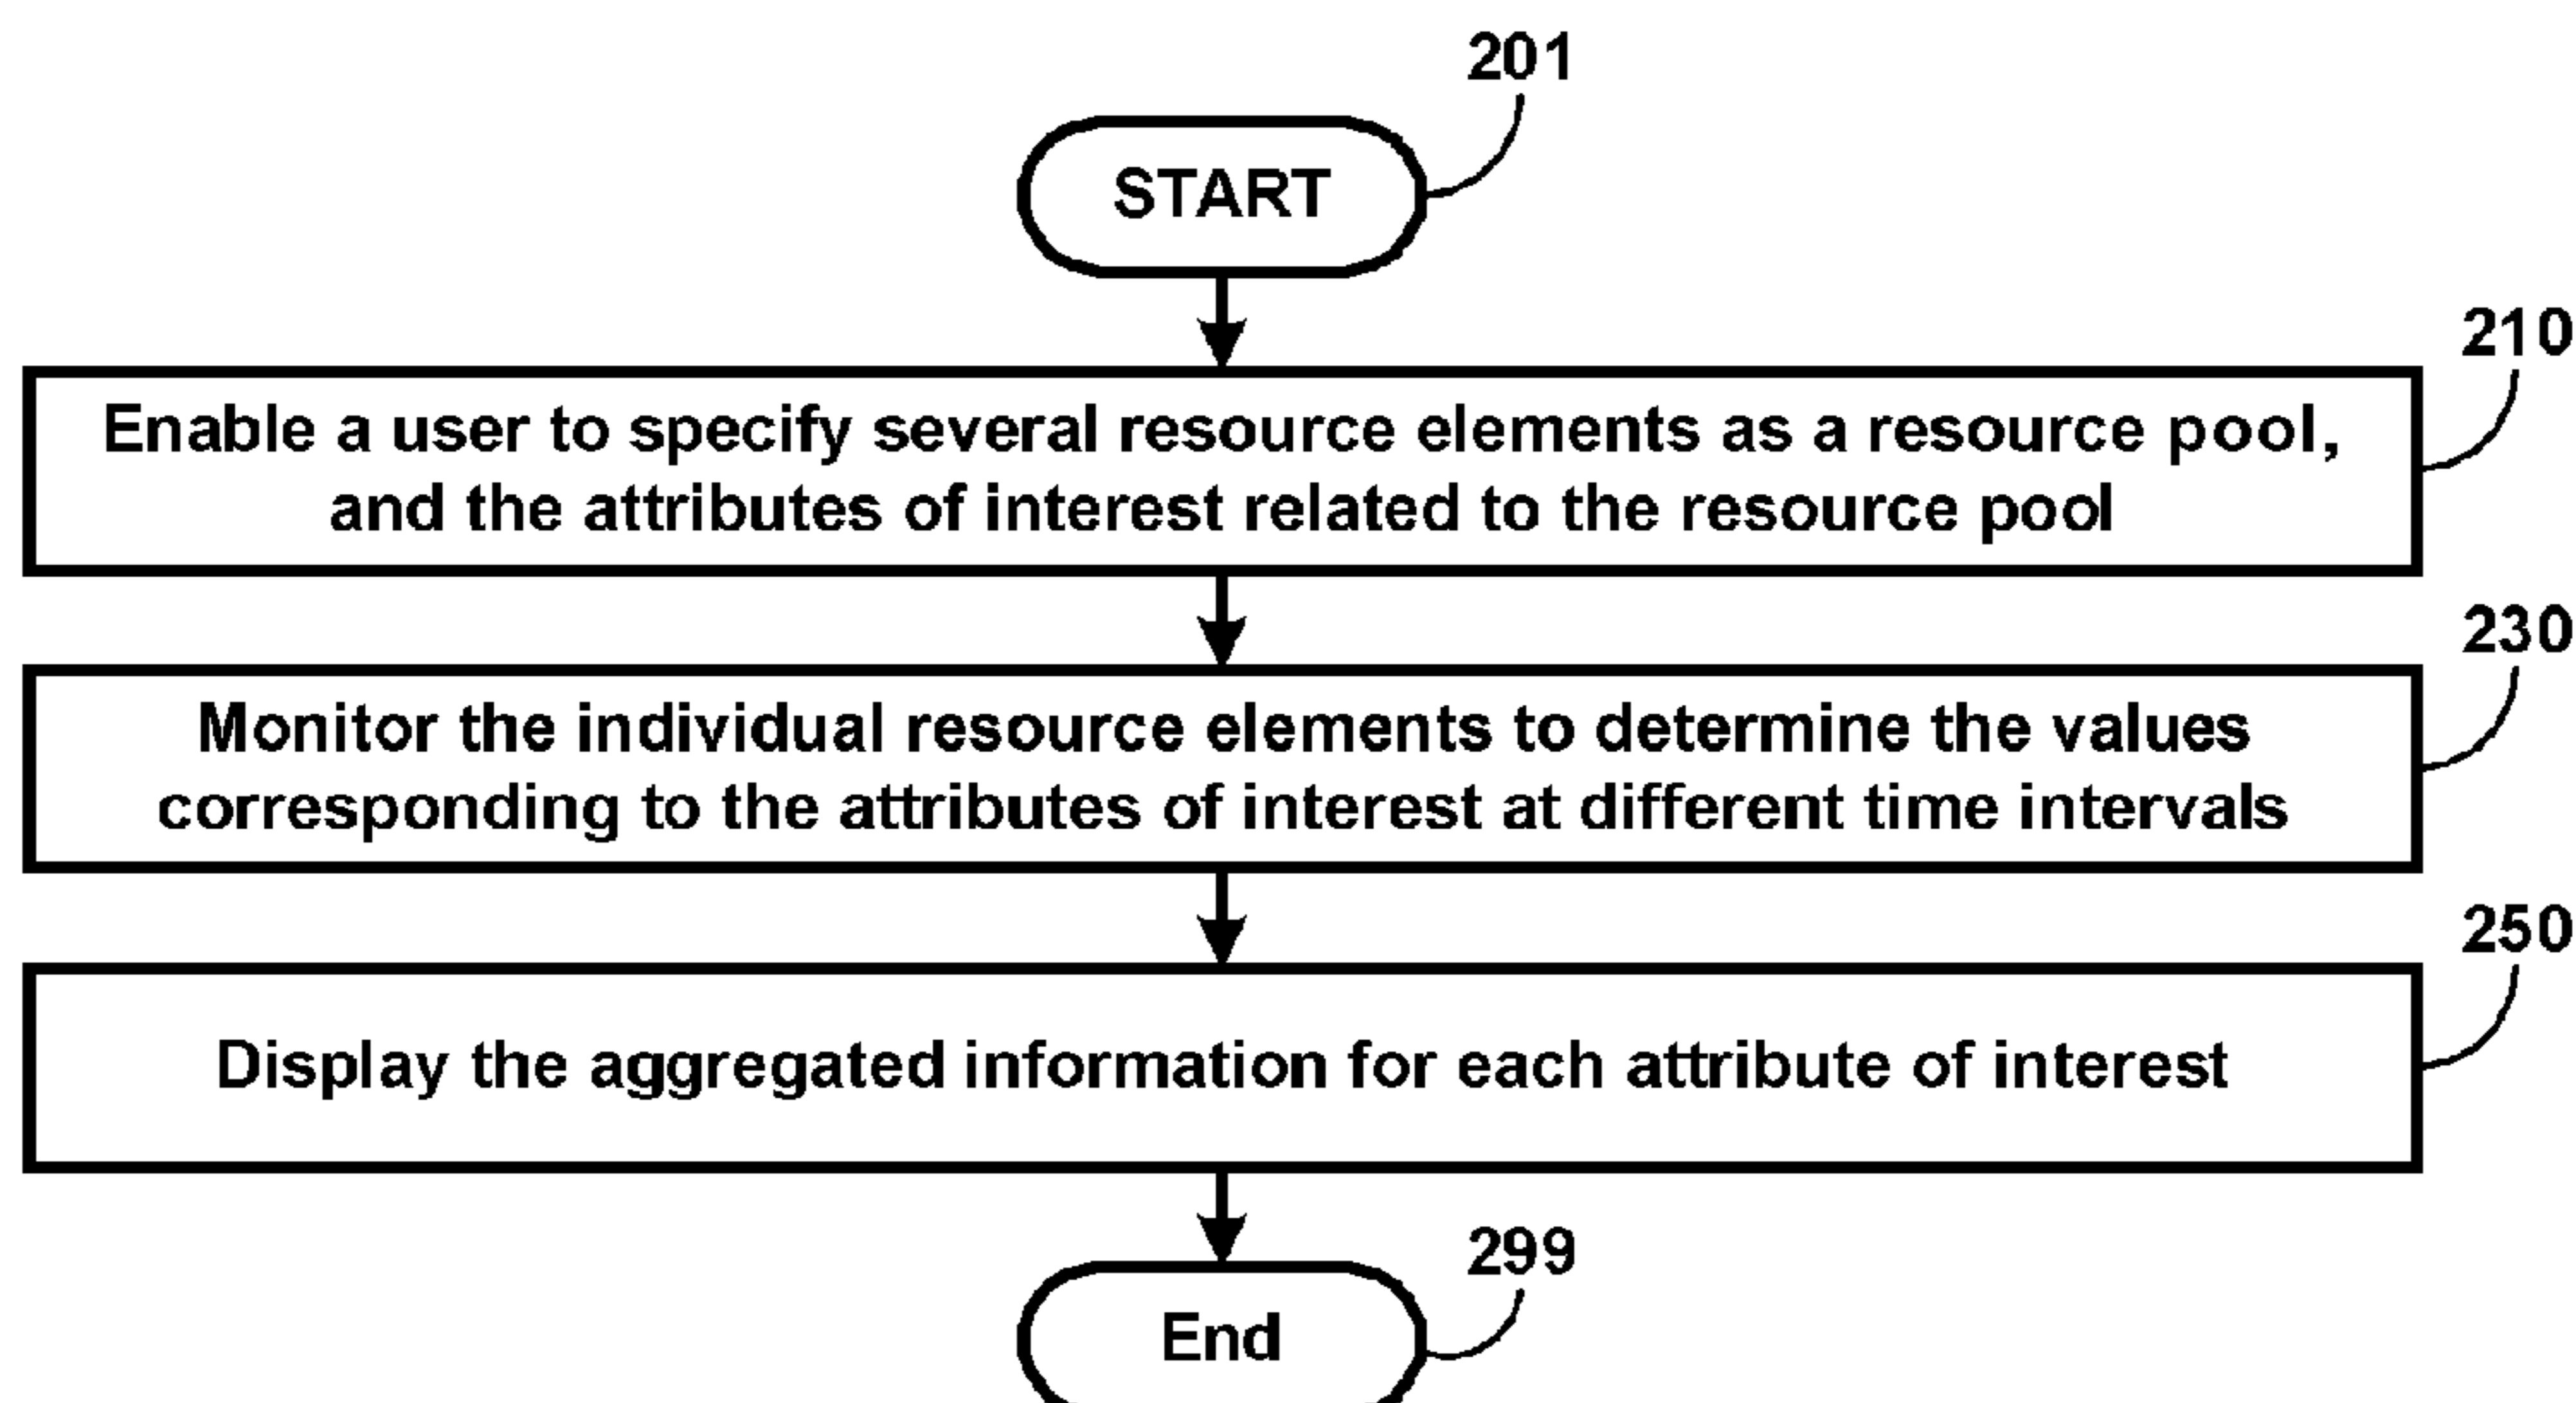 201
START
210
Enable a user to specify several resource elements as a resource pool,
and the attributes of interest related to the resource pool
230
Monitor the individual resource elements to determine the values
corresponding to the attributes of interest at different time intervals
250
Display the aggregated information for each attribute of interest
299
End